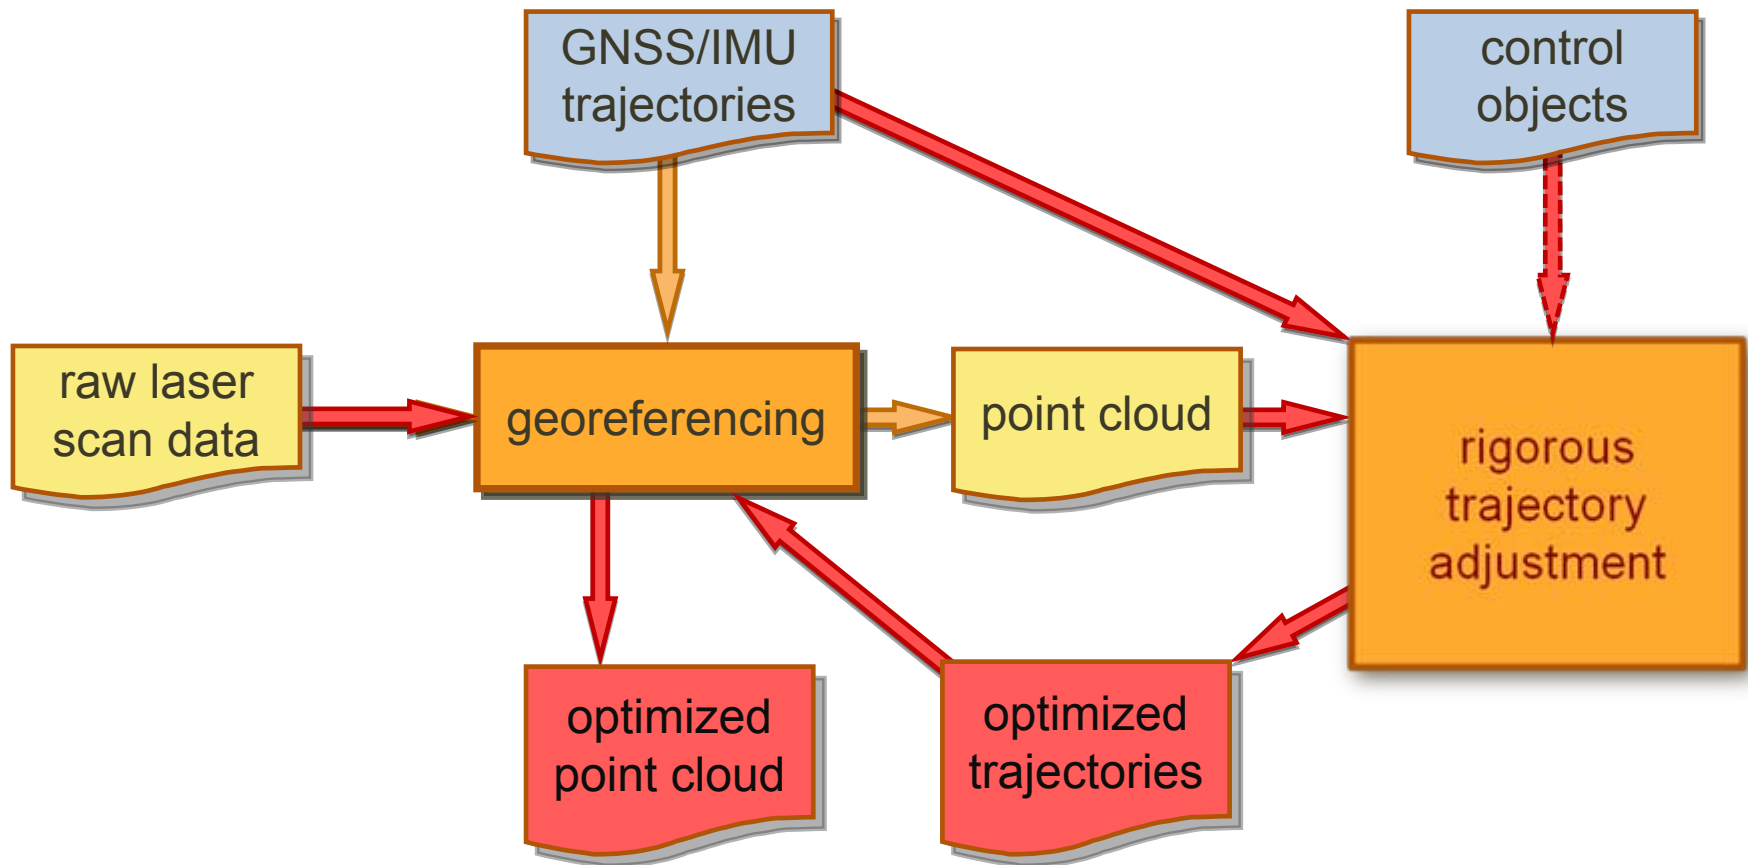 GNSS/IMU
trajectories
control
objects
raw laser
scan data
georeferencing
point cloud
rigorous
trajectory
adjustment
optimized
point cloud
optimized
trajectories